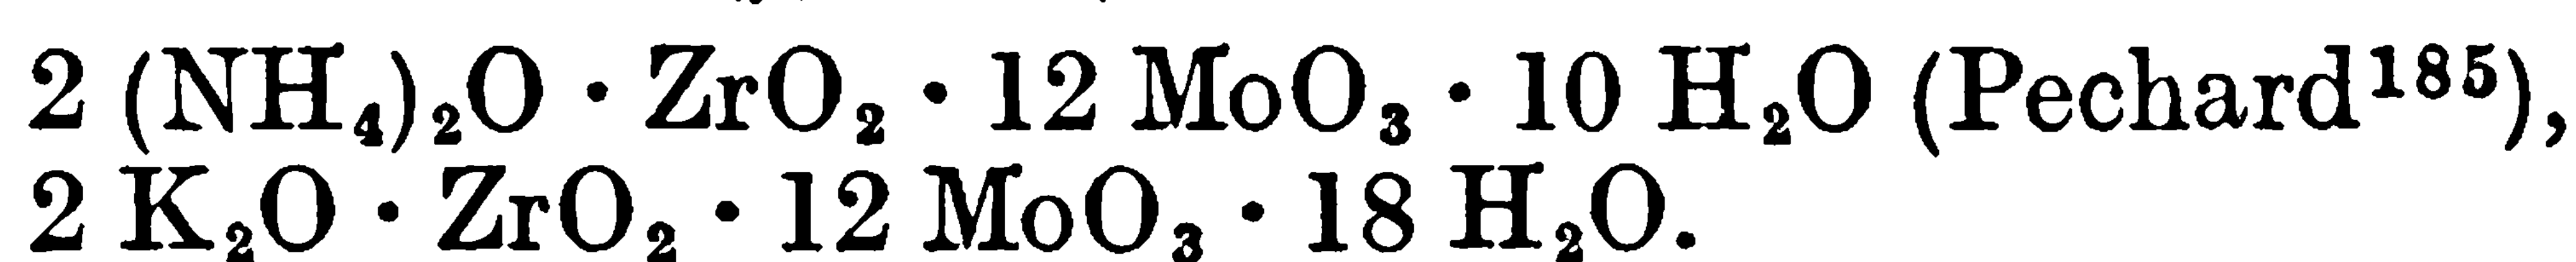 2 (NH₄)₂O · ZrO₂ · 12 MoO₃ · 10 H₂O (Pechard¹⁸⁵),
2 K₂O · ZrO₂ · 12 MoO₃ · 18 H₂O.